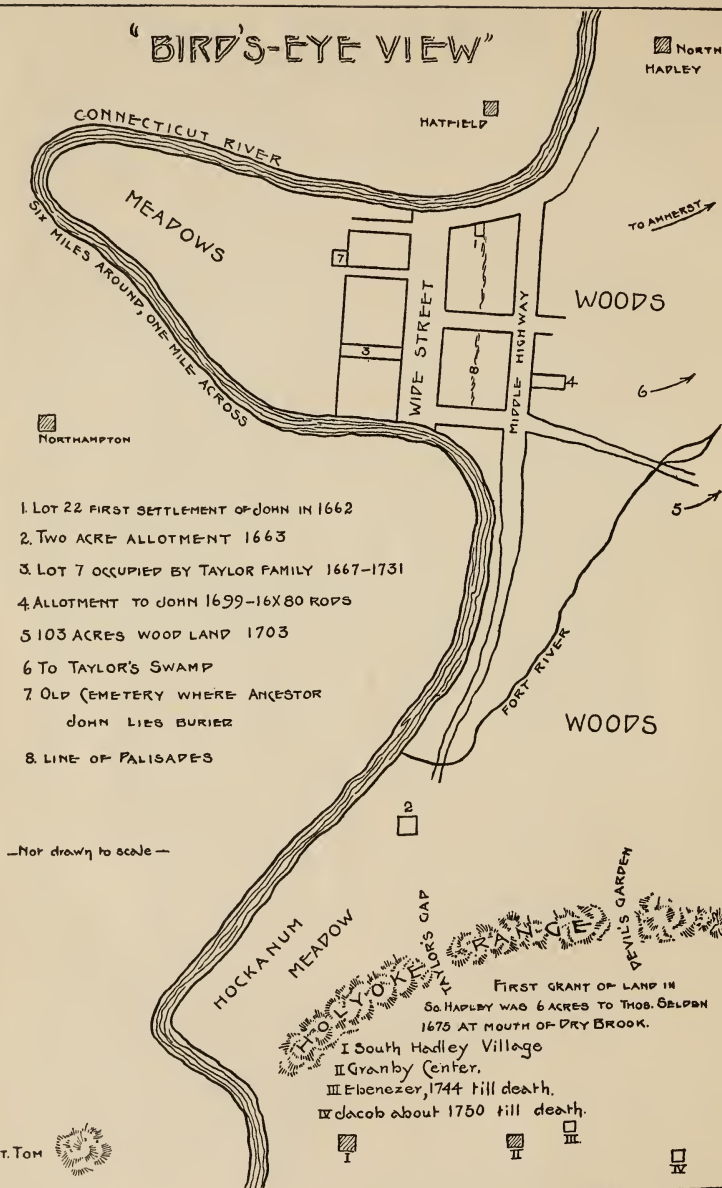 "BIRD'S-EYE VIEW"
NORTH
HADLEY
HATFIELD
CONNECTICUT RIVER
MEADOWS
SIX MILES AROUND, ONE MILE ACROSS
TO AMHERST
WOODS
1
7
3
8
4
6
5
WIDE STREET
MIDDLE HIGHWAY
NORTHAMPTON
1. LOT 22 FIRST SETTLEMENT OF JOHN IN 1662
2. TWO ACRE ALLOTMENT 1663
3. LOT 7 OCCUPIED BY TAYLOR FAMILY 1667-1731
4. ALLOTMENT TO JOHN 1699-16X80 RODS
5 103 ACRES WOOD LAND 1703
6 TO TAYLOR'S SWAMP
7. OLD CEMETERY WHERE ANCESTOR
JOHN LIES BURIED
8. LINE OF PALISADES
FORT RIVER
WOODS
—Not drawn to scale—
2
HOCKANUM
MEADOW
HOLYOKE RANGE
TAYLOR'S GAP
DEVILS GARDEN
FIRST GRANT OF LAND IN
SO. HADLEY WAS 6 ACRES TO THOS. SELDEN
1675 AT MOUTH OF DRY BROOK.
I South Hadley Village
II Granby Center.
III Ebenezer, 1744 till death.
IV Jacob about 1750 till death.
T. TOM
I
II
III
IV